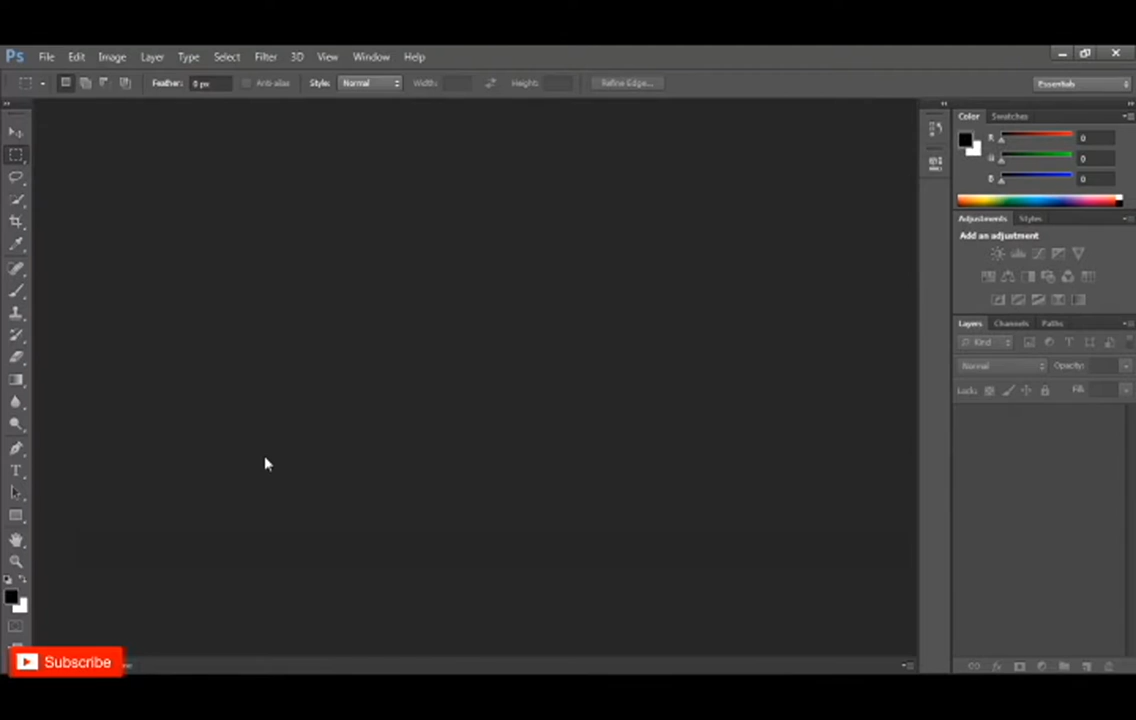 Ps File Edit Image Layer Type Select Filter 3D View Window Help
Feather: 0 px Anti-alias Style: Normal Width: Height: Refine Edge... Essentials
Color Swatches
R 0
G 0
B 0
Adjustments Styles
Add an adjustment
Layers Channels Paths
Kind
Normal Opacity:
Lock: Fill:
T
Subscribe